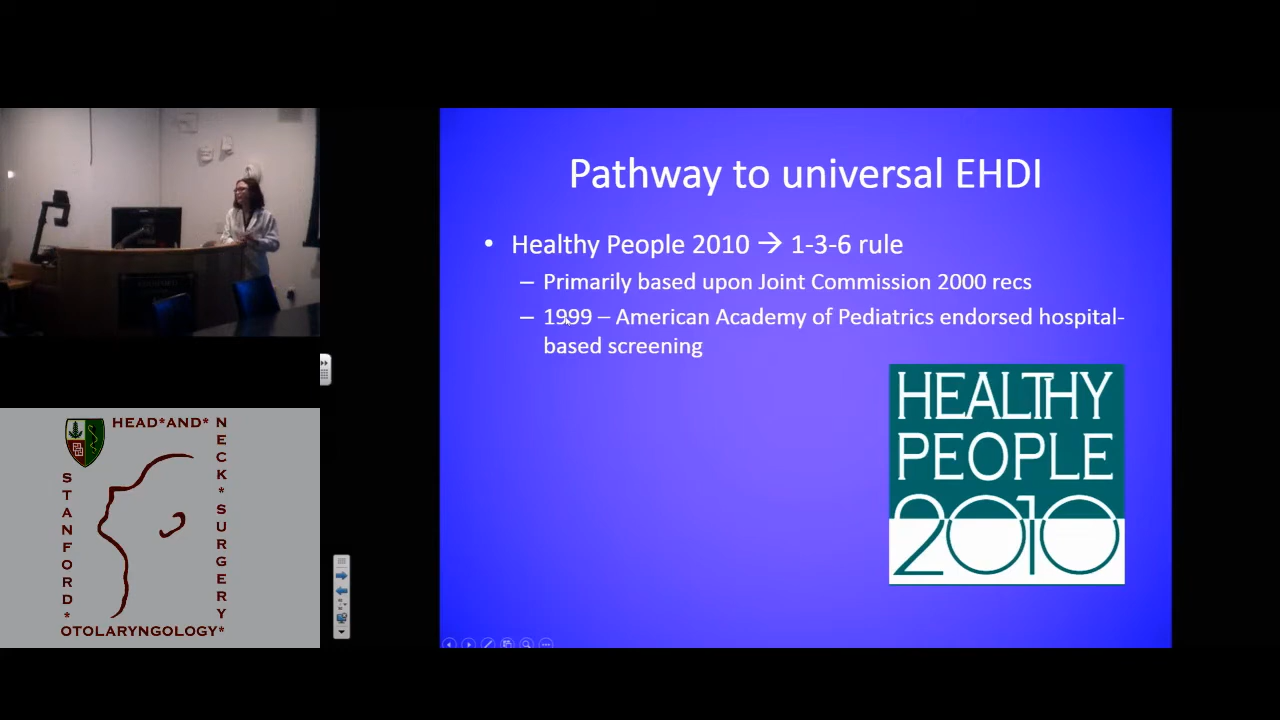 Pathway to universal EHDI
• Healthy People 2010 → 1-3-6 rule
– Primarily based upon Joint Commission 2000 recs
– 1999 – American Academy of Pediatrics endorsed hospital-
based screening
HEALTHY
PEOPLE
2010
HEAD*AND*
NECK*SURGERY
STANFORD*
OTOLARYNGOLOGY*